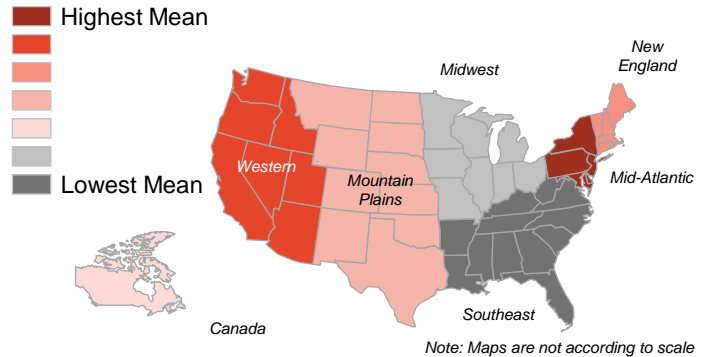 Highest Mean
Lowest Mean
New
England
Midwest
Western
Mountain
Plains
Mid-Atlantic
Southeast
Canada
Note: Maps are not according to scale